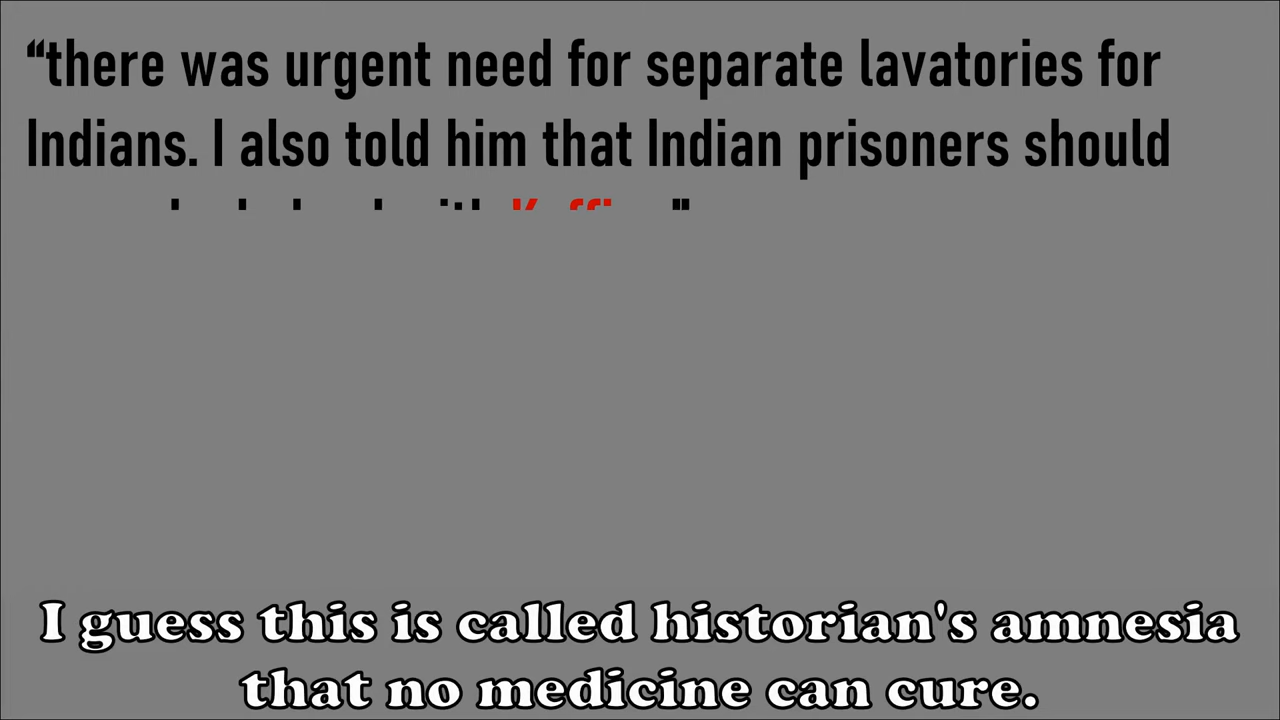 “there was urgent need for separate lavatories for
Indians. I also told him that Indian prisoners should
I guess this is called historian's amnesia
that no medicine can cure.